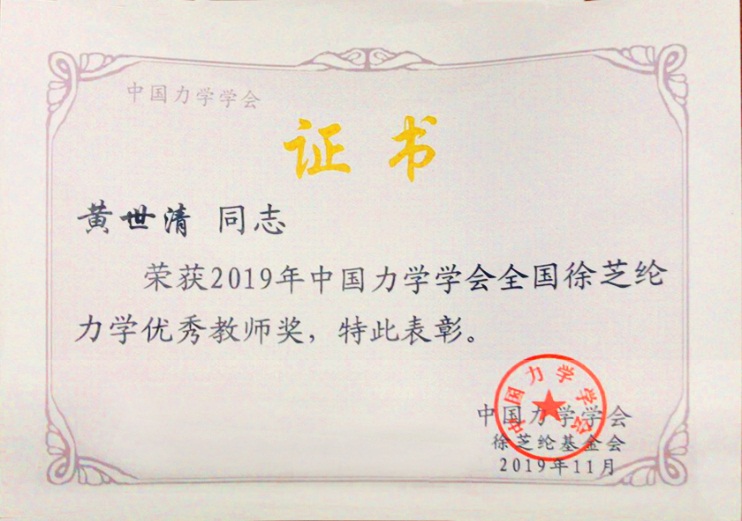 中国力学学会
证书
黄世清 同志
荣获2019年中国力学学会全国徐芝纶
力学优秀教师奖，特此表彰。
中国力学学会
中国力学学会
徐芝纶基金会
2019年11月